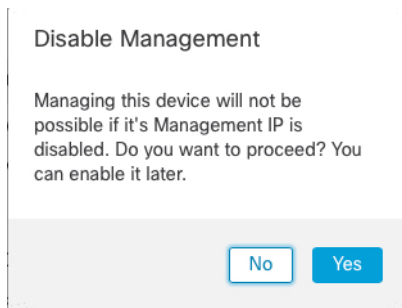 Disable Management
Managing this device will not be
possible if it's Management IP is
disabled. Do you want to proceed? You
can enable it later.
No
Yes